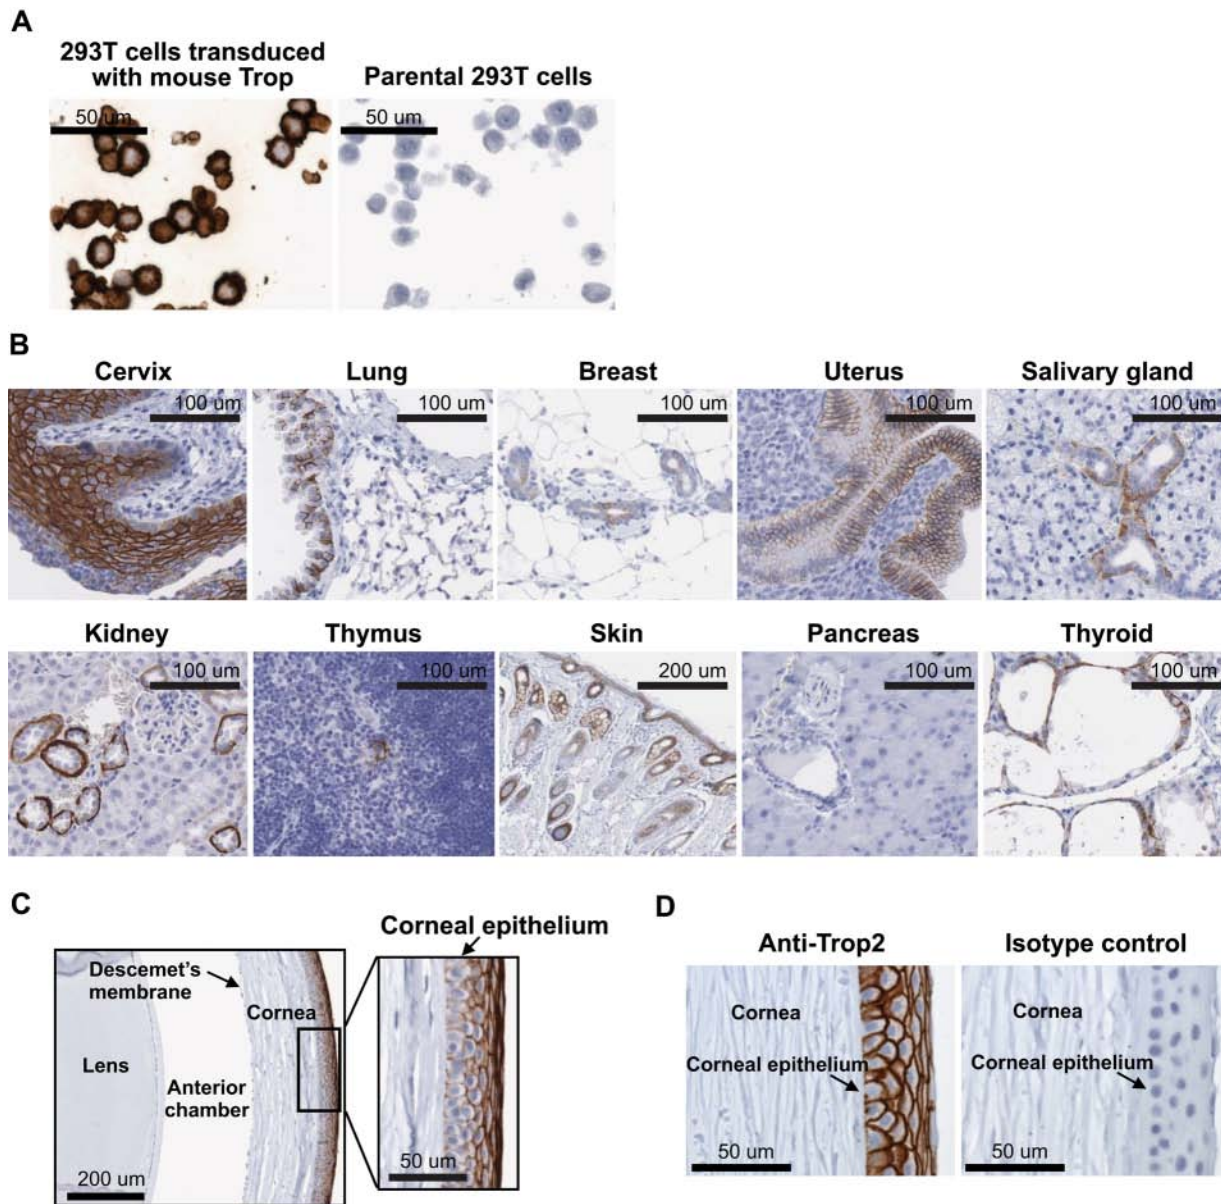 A
293T cells transduced
with mouse Trop
Parental 293T cells
50 um
50 um
B
Cervix
Lung
Breast
Uterus
Salivary gland
100 um
100 um
100 um
100 um
100 um
Kidney
Thymus
Skin
Pancreas
Thyroid
100 um
100 um
200 um
100 um
100 um
C
Corneal epithelium
Descemet's
membrane
Cornea
Lens
Anterior
chamber
200 um
50 um
D
Anti-Trop2
Isotype control
Cornea
Cornea
Corneal epithelium
Corneal epithelium
50 um
50 um